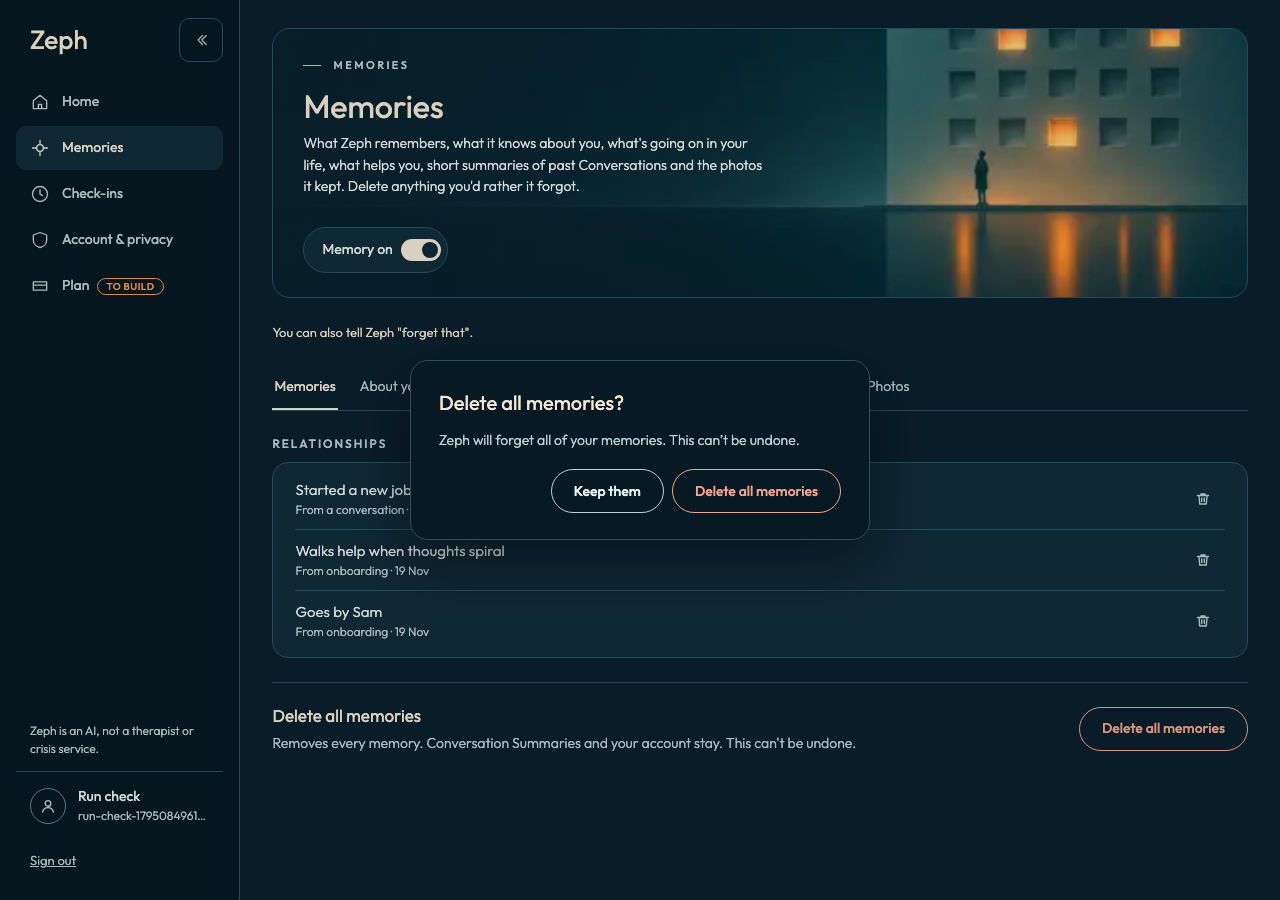 Zeph
Home
Memories
Check-ins
Account & privacy
Plan TO BUILD
Zeph is an AI, not a therapist or
crisis service.
Run check
run-check-1795084961...
Sign out
MEMORIES
Memories
What Zeph remembers, what it knows about you, what's going on in your
life, what helps you, short summaries of past Conversations and the photos
it kept. Delete anything you'd rather it forgot.
Memory on
You can also tell Zeph "forget that".
Memories About Photos
Delete all memories?
Zeph will forget all of your memories. This can't be undone.
Keep them Delete all memories
RELATIONSHIPS
Started a new job
From a conversation ·
Walks help when thoughts spiral
From onboarding · 19 Nov
Goes by Sam
From onboarding · 19 Nov
Delete all memories
Removes every memory. Conversation Summaries and your account stay. This can't be undone.
Delete all memories